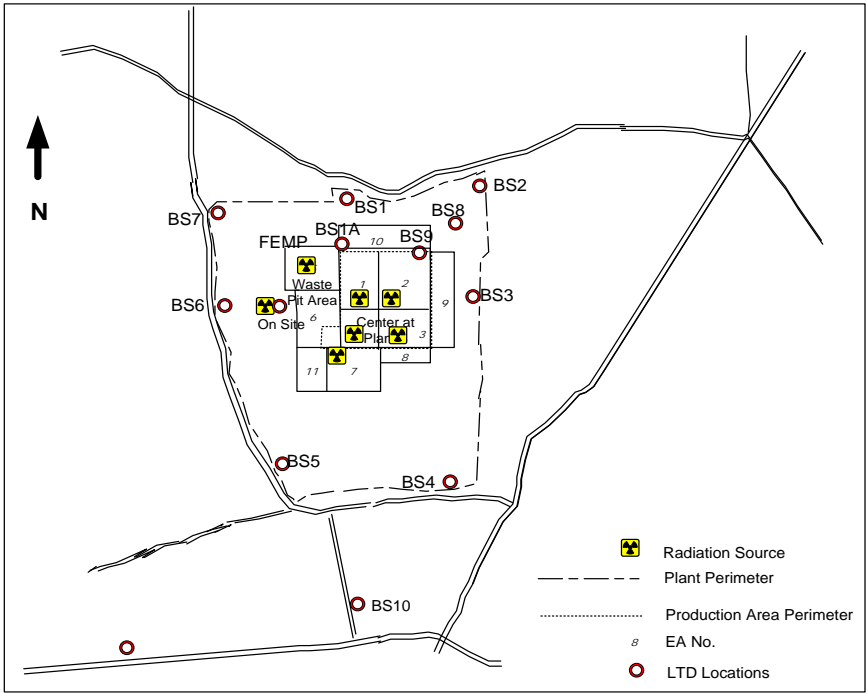 BS2
BS1
BS7
BS8
N
BS1A
10
FEMP
BS9
Waste
1
2
BS3
Pit Area
9
BS6
On Site
6
Center at
Plan
3
8
11
7
BS5
BS4
Radiation Source
Plant Perimeter
BS10
Production Area Perimeter
8
EA No.
LTD Locations